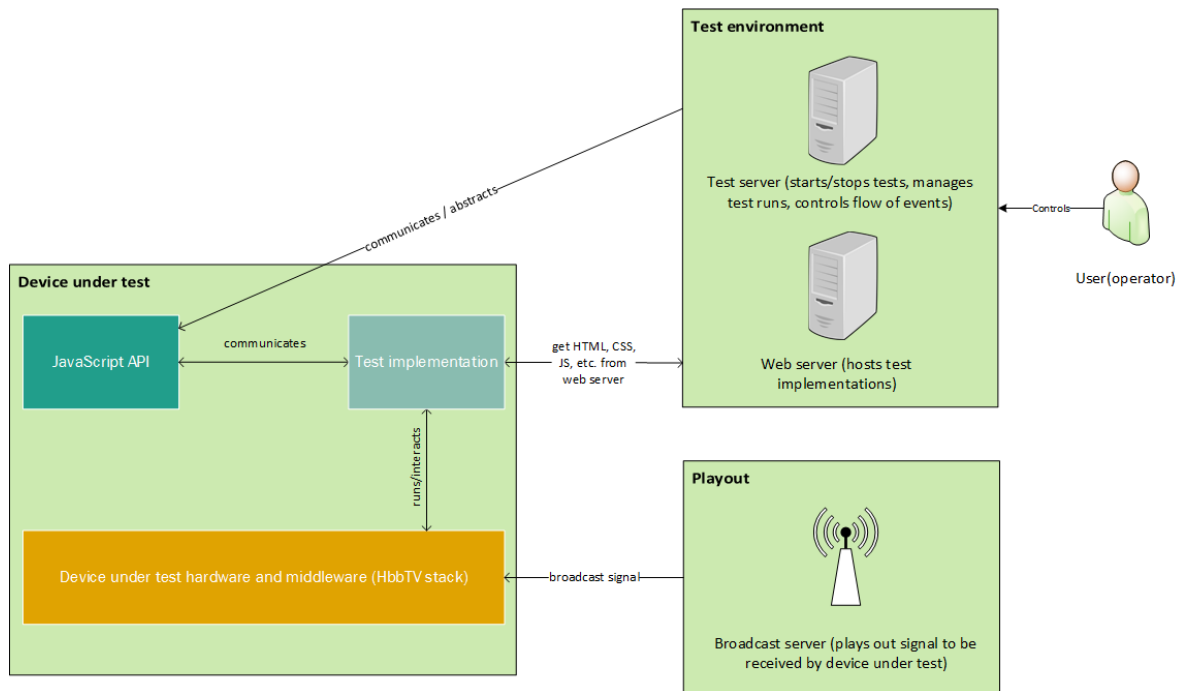 Test environment
Test server (starts/stops tests, manages
test runs, controls flow of events)
Controls
User(operator)
Web server (hosts test
implementations)
communicates / abstracts
Device under test
JavaScript API
communicates
Test implementation
get HTML, CSS,
JS, etc. from
web server
runs/interacts
Device under test hardware and middleware (HbbTV stack)
broadcast signal
Playout
Broadcast server (plays out signal to be
received by device under test)